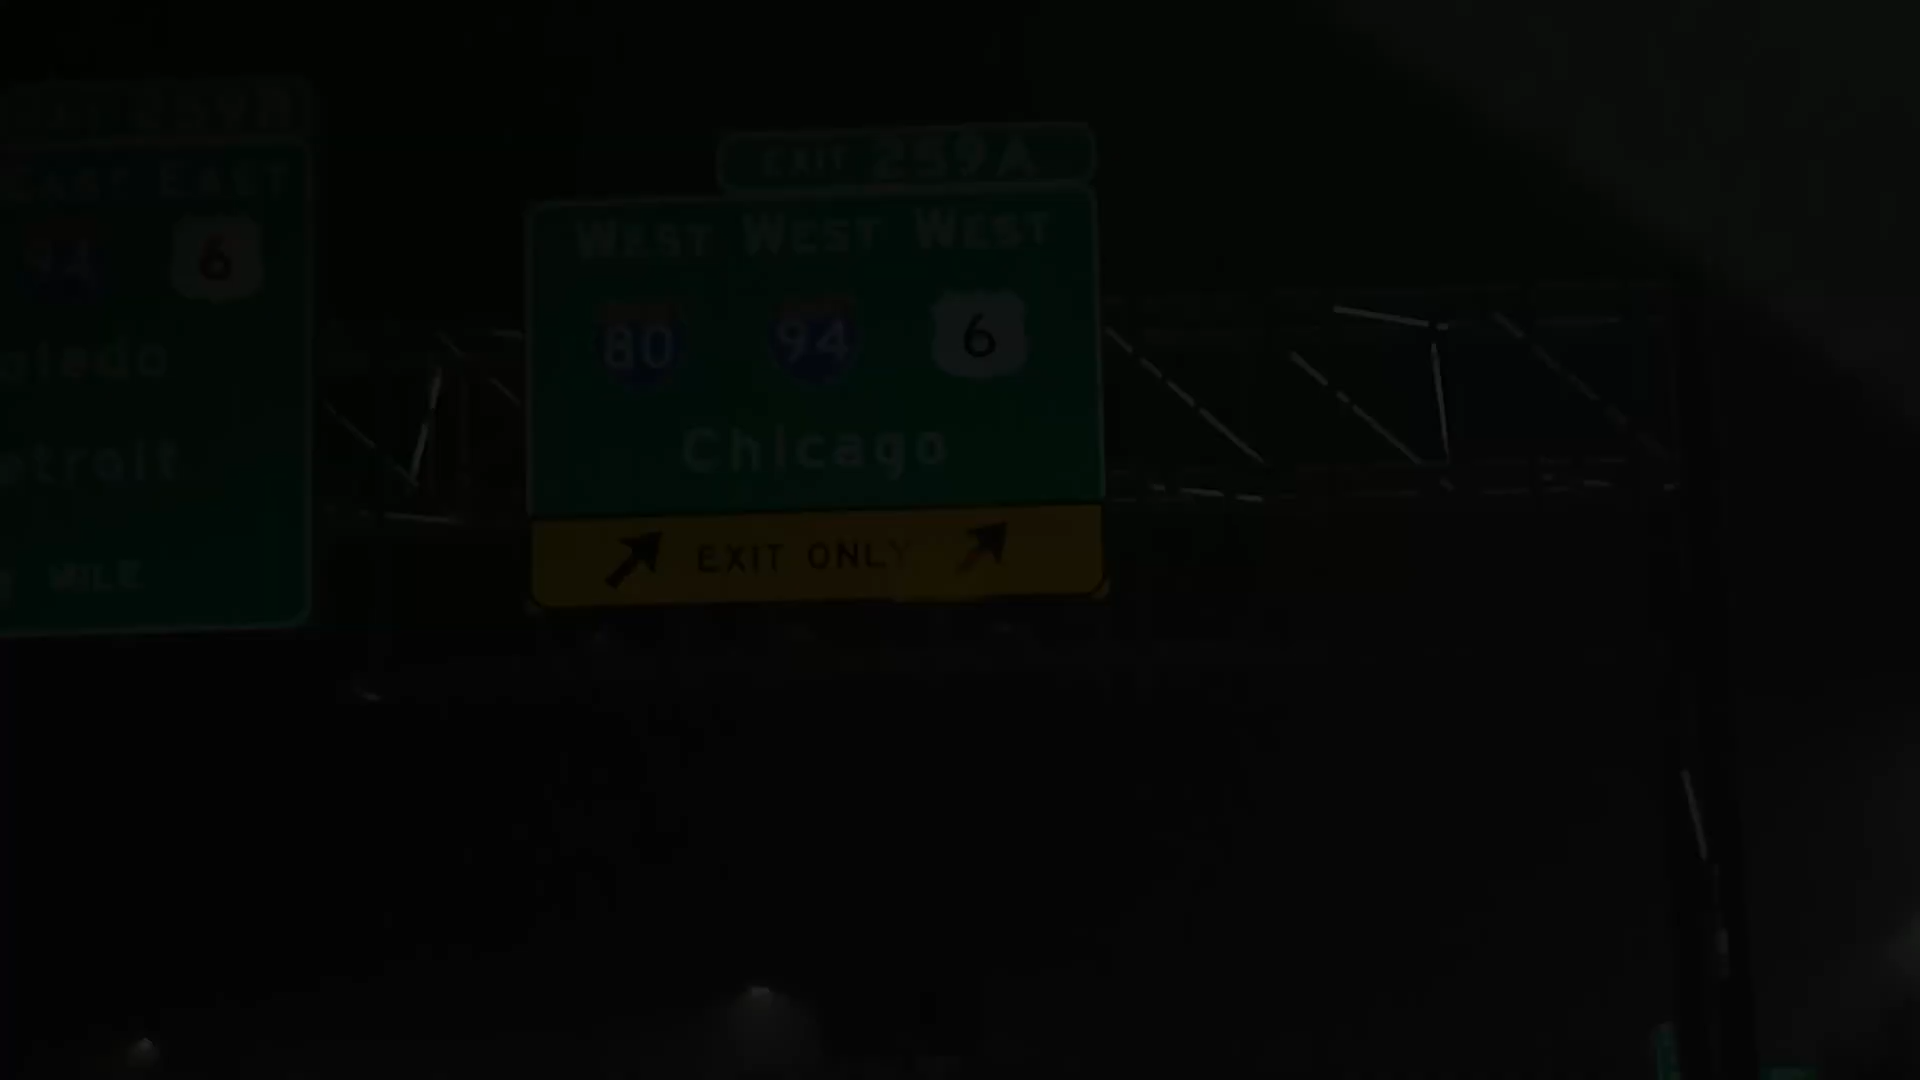 EAST EAST
94 6
Toledo
Detroit
MILE
EXIT 259A
WEST WEST WEST
80 94 6
Chicago
EXIT ONLY